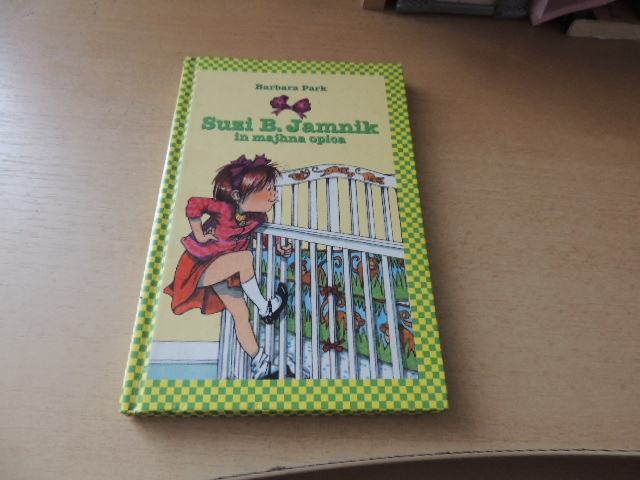 Barbara Park
Suzi B. Jamnik
in majhna opica